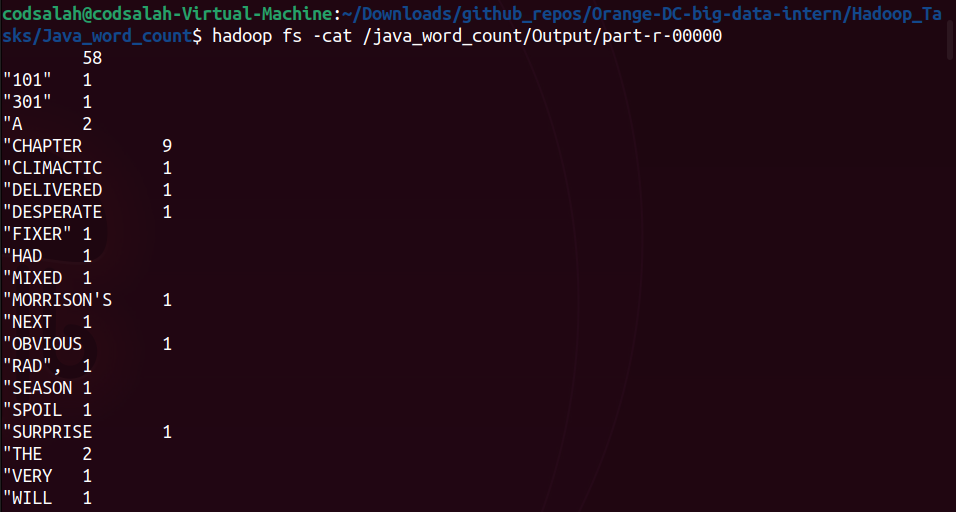 codsalah@codsalah-Virtual-Machine:~/Downloads/github_repos/Orange-DC-big-data-intern/Hadoop_Ta
sks/Java_word_count$ hadoop fs -cat /java_word_count/Output/part-r-00000
58
"101" 1
"301" 1
"A 2
"CHAPTER 9
"CLIMACTIC 1
"DELIVERED 1
"DESPERATE 1
"FIXER" 1
"HAD 1
"MIXED 1
"MORRISON'S 1
"NEXT 1
"OBVIOUS 1
"RAD", 1
"SEASON 1
"SPOIL 1
"SURPRISE 1
"THE 2
"VERY 1
"WILL 1